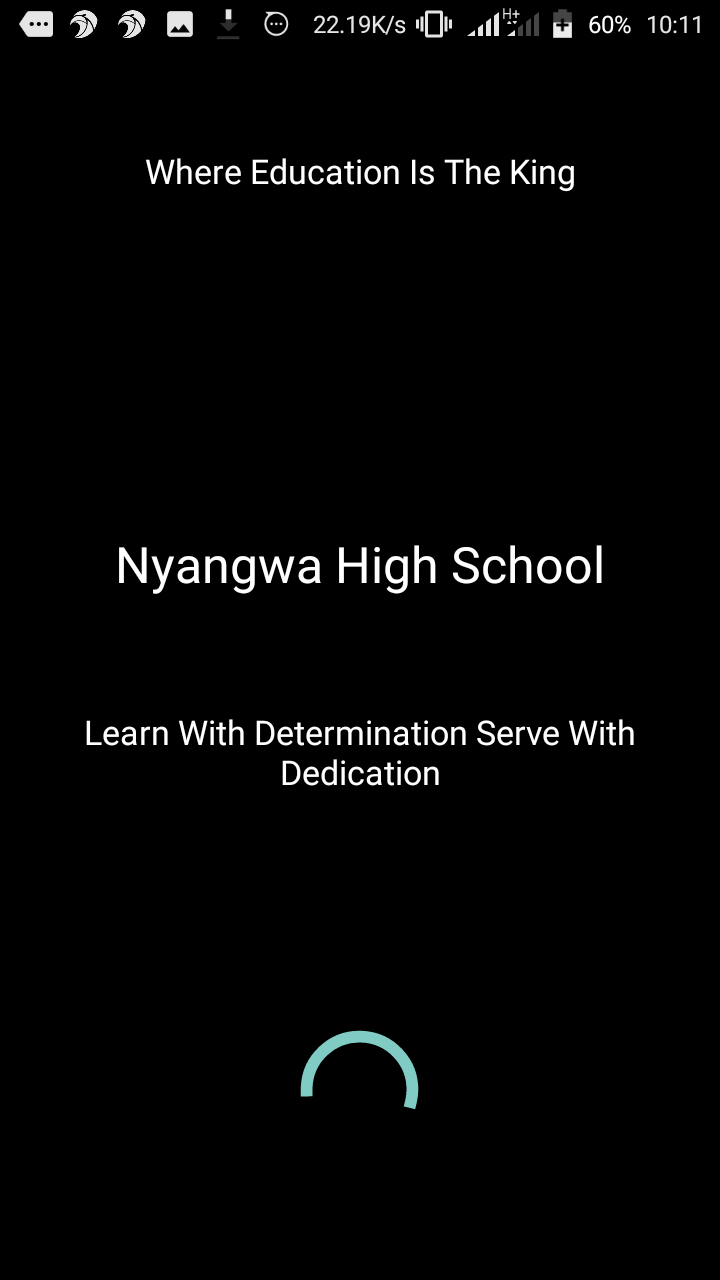 22.19K/s H+ 60% 10:11
Where Education Is The King
Nyangwa High School
Learn With Determination Serve With
Dedication